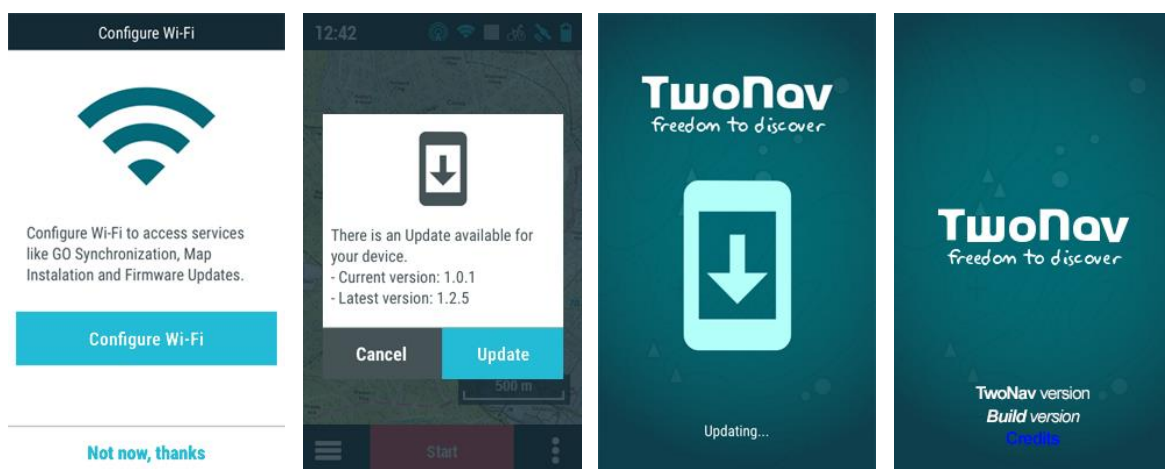 Configure Wi-Fi
Configure Wi-Fi to access services
like GO Synchronization, Map
Instalation and Firmware Updates.
Configure Wi-Fi
Not now, thanks
12:42
There is an Update available for
your device.
- Current version: 1.0.1
- Latest version: 1.2.5
Cancel
Update
500 m
Start
TwoNav
freedom to discover
Updating...
TwoNav
freedom to discover
TwoNav version
Build version
Credits